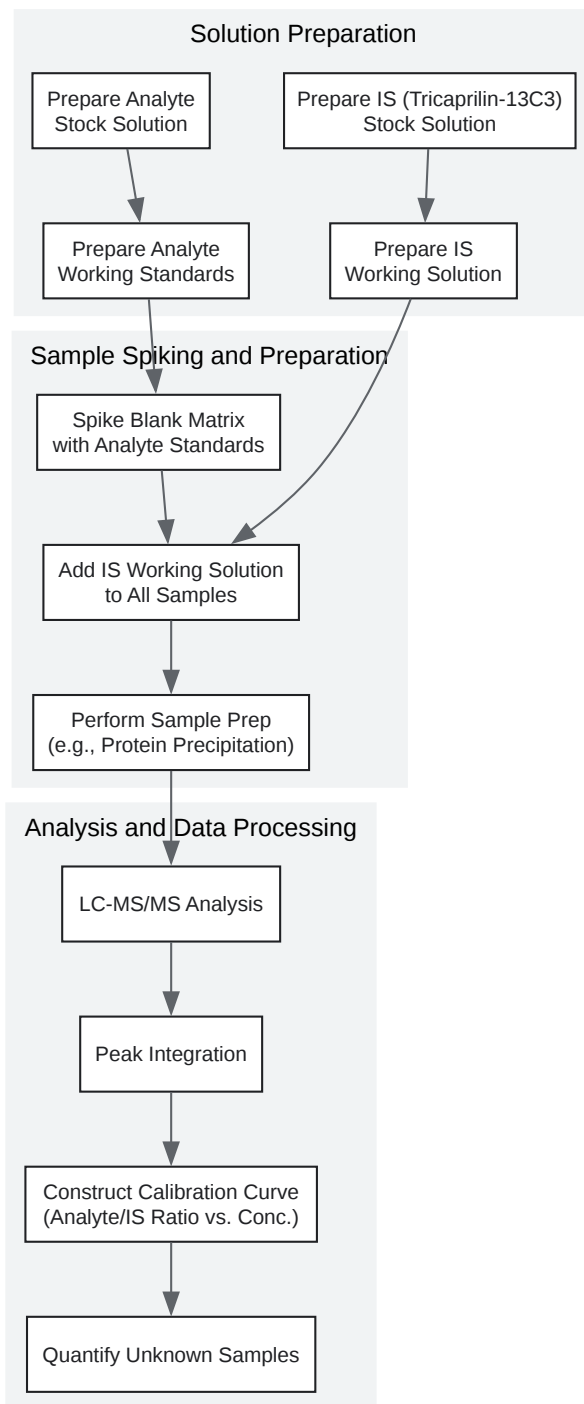 Solution Preparation
Prepare Analyte
Stock Solution
Prepare IS (Tricaprilin-13C3)
Stock Solution
Prepare Analyte
Working Standards
Prepare IS
Working Solution
Sample Spiking and Preparation
Spike Blank Matrix
with Analyte Standards
Add IS Working Solution
to All Samples
Perform Sample Prep
(e.g., Protein Precipitation)
Analysis and Data Processing
LC-MS/MS Analysis
Peak Integration
Construct Calibration Curve
(Analyte/IS Ratio vs. Conc.)
Quantify Unknown Samples